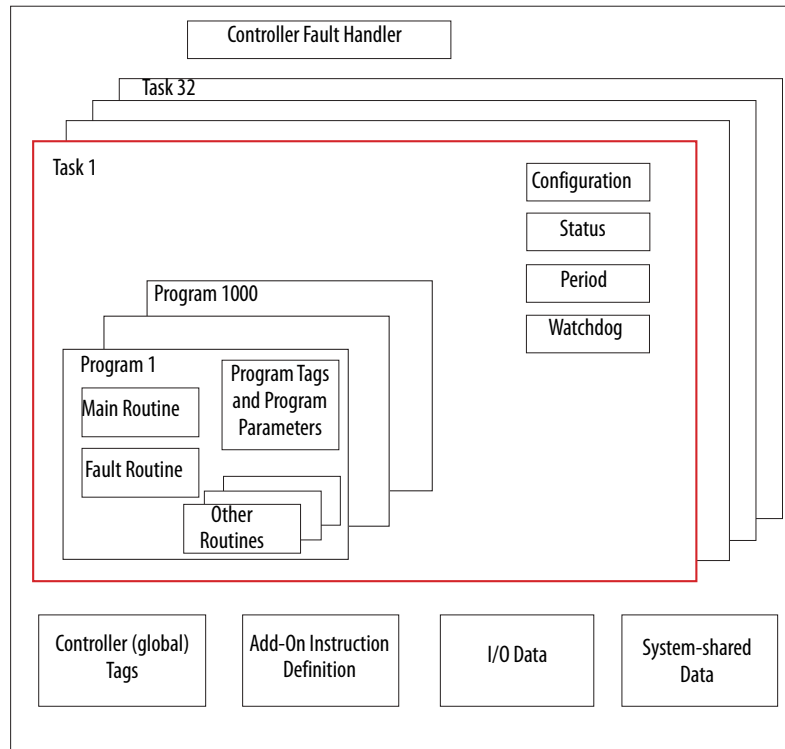 Controller Fault Handler
Task 32
Task 1
Configuration
Status
Period
Watchdog
Program 1000
Program 1
Main Routine
Fault Routine
Program Tags
and Program
Parameters
Other
Routines
Controller (global)
Tags
Add-On Instruction
Definition
I/O Data
System-shared
Data